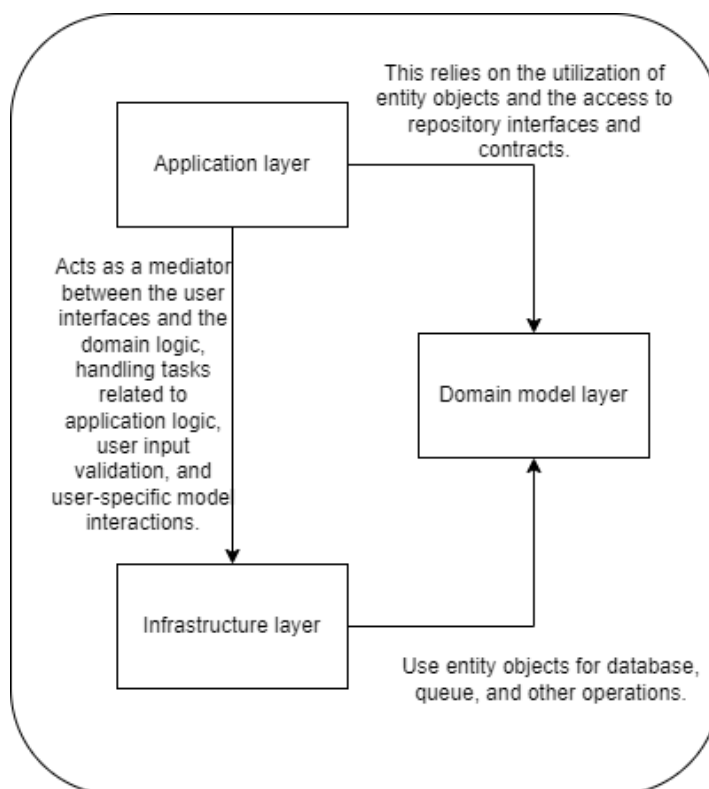 This relies on the utilization of
entity objects and the access to
repository interfaces and
contracts.
Application layer
Acts as a mediator
between the user
interfaces and the
domain logic,
handling tasks
related to
application logic,
user input
validation, and
user-specific model
interactions.
Domain model layer
Infrastructure layer
Use entity objects for database,
queue, and other operations.